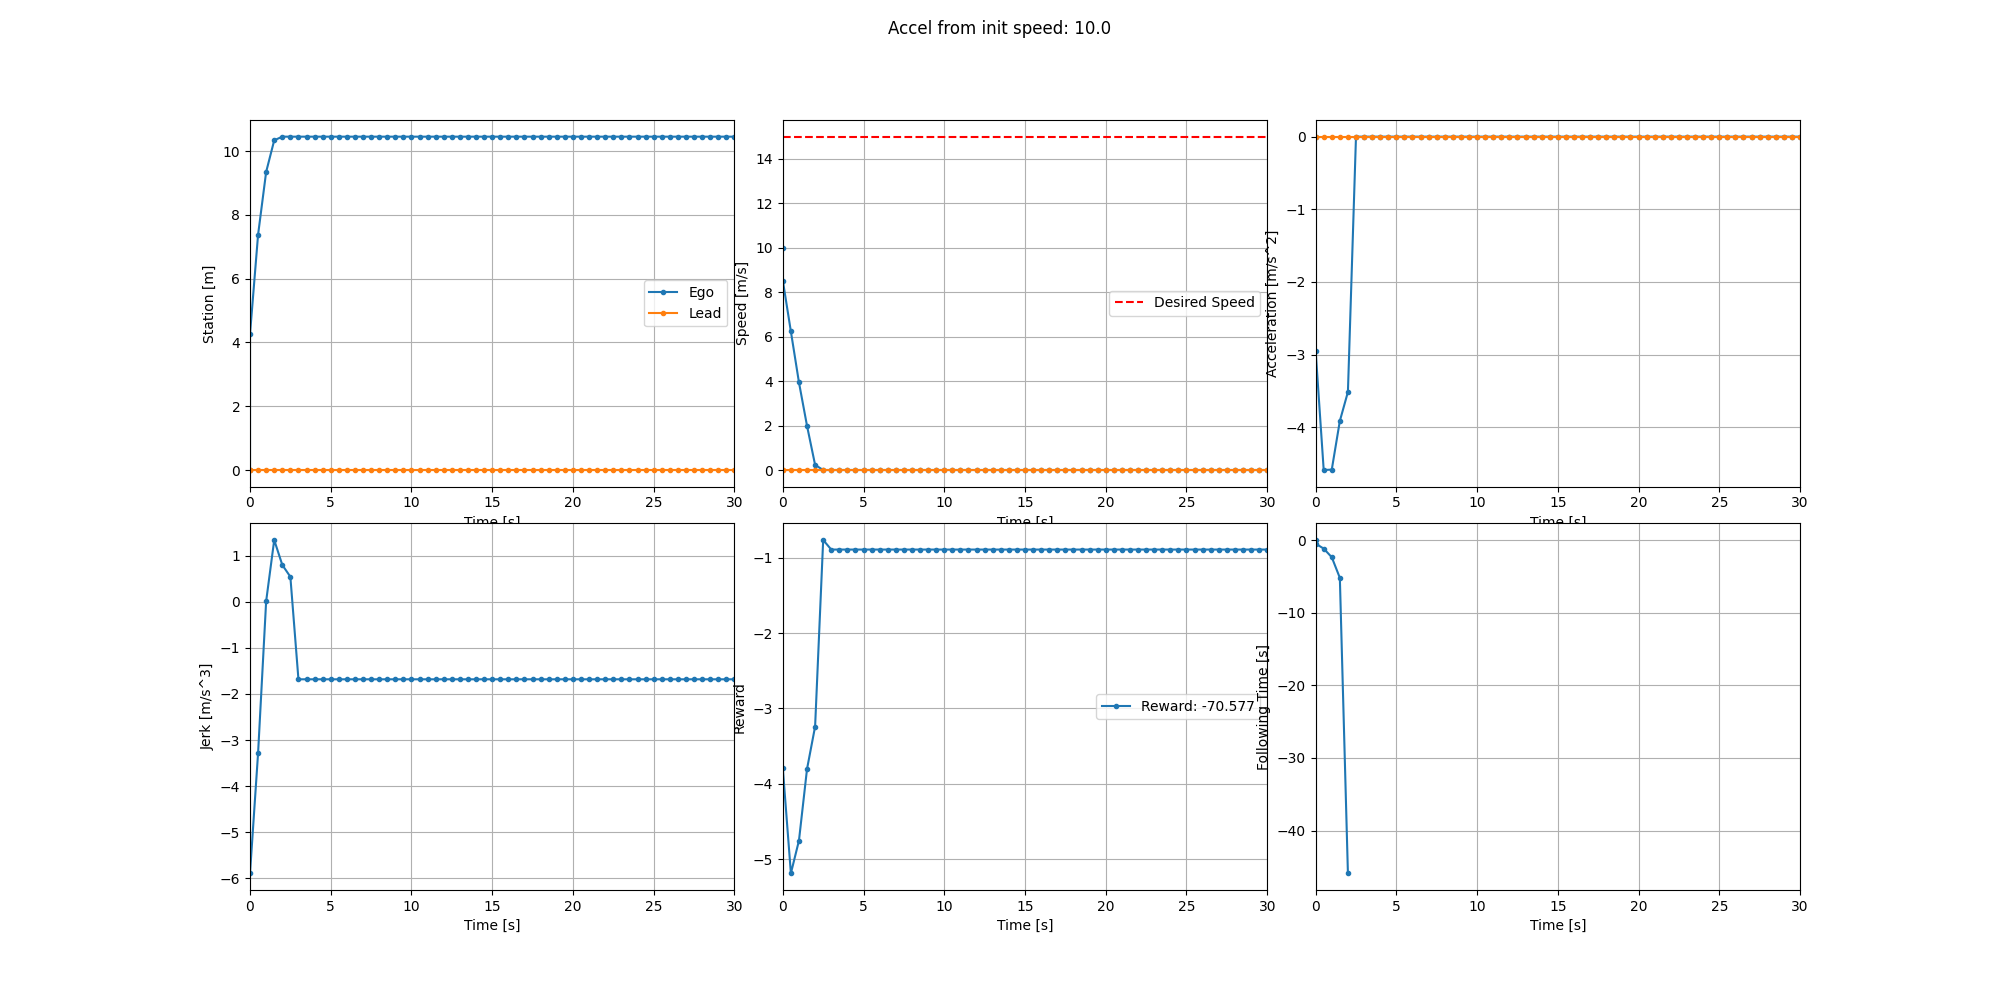 Accel from init speed: 10.0
Station [m]
10
8
6
4
2
0
Ego
Lead
0 5 10 15 20 25 30
Time [s]
Speed [m/s]
14
12
10
8
6
4
2
0
Desired Speed
0 5 10 15 20 25 30
Time [s]
Acceleration [m/s^2]
0
−1
−2
−3
−4
0 5 10 15 20 25 30
Time [s]
Jerk [m/s^3]
1
0
−1
−2
−3
−4
−5
−6
0 5 10 15 20 25 30
Time [s]
Reward
−1
−2
−3
−4
−5
Reward: -70.577
0 5 10 15 20 25 30
Time [s]
Following Time [s]
0
−10
−20
−30
−40
0 5 10 15 20 25 30
Time [s]